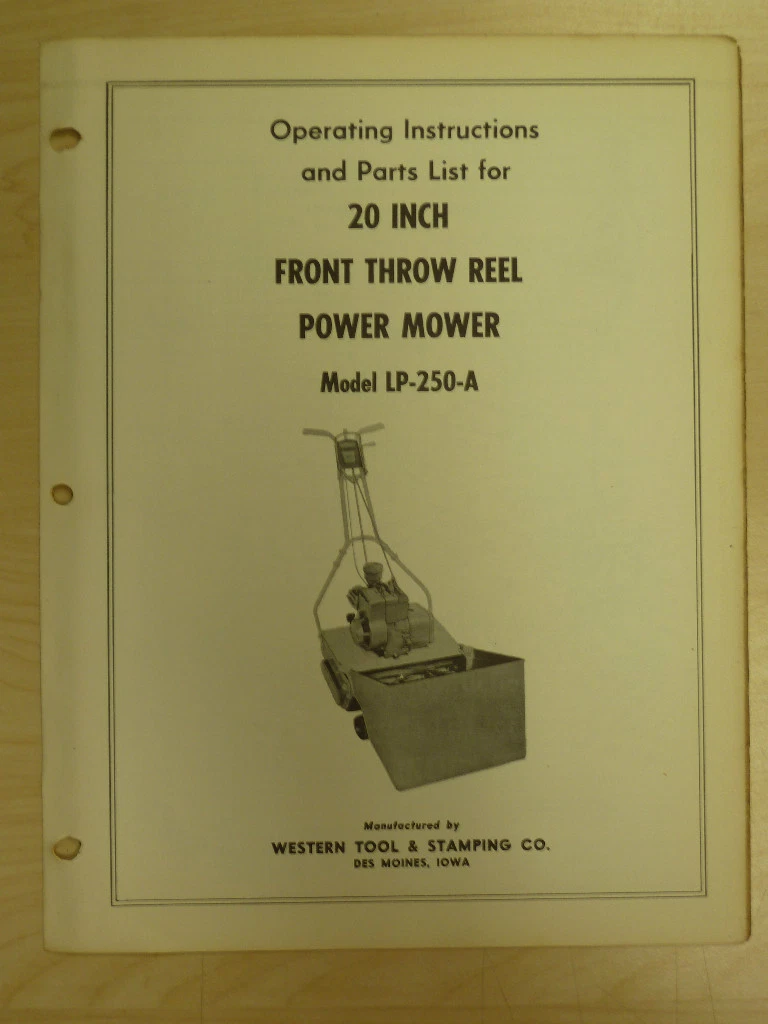 Operating Instructions
and Parts List for
20 INCH
FRONT THROW REEL
POWER MOWER
Model LP-250-A
Manufactured by
WESTERN TOOL & STAMPING CO.
DES MOINES, IOWA